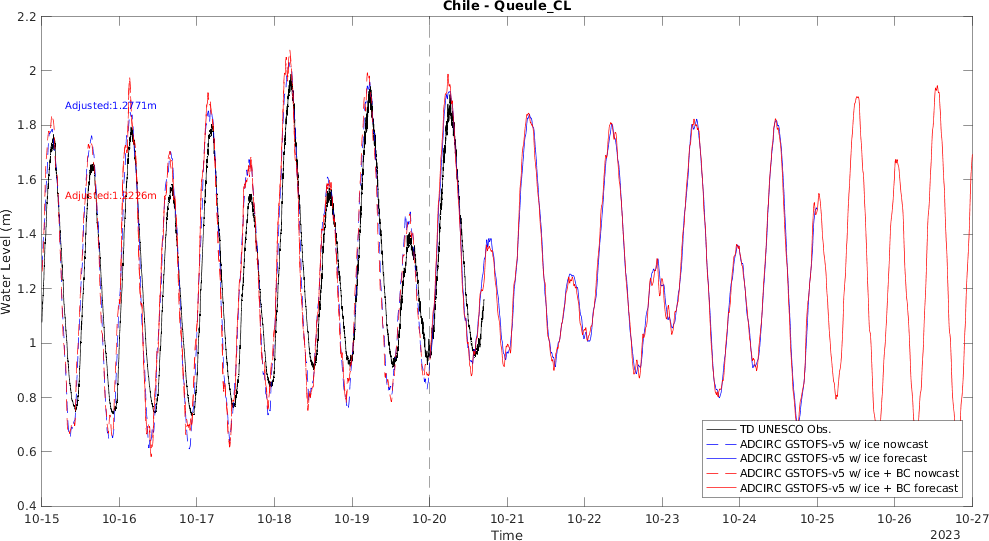 Chile - Queule_CL
2.2
2
1.8
1.6
1.4
1.2
1
0.8
0.6
0.4
Water Level (m)
Adjusted:1.2771m
TD UNESCO Obs.
ADCIRC GSTOFS-v5 w/ ice nowcast
ADCIRC GSTOFS-v5 w/ ice forecast
ADCIRC GSTOFS-v5 w/ ice + BC nowcast
ADCIRC GSTOFS-v5 w/ ice + BC forecast
10-15 10-16 10-17 10-18 10-19 10-20 10-21 10-22 10-23 10-24 10-25 10-26 10-27
Time
2023